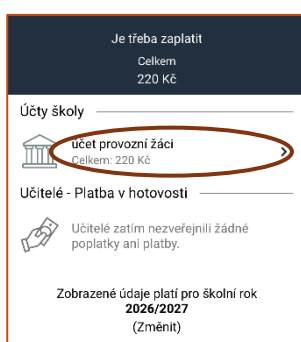 Je třeba zaplatit
Celkem
220 Kč
Účty školy
účet provozní žáci
Celkem: 220 Kč
Učitelé - Platba v hotovosti
Učitelé zatím nezveřejnili žádné
poplatky ani platby.
Zobrazené údaje platí pro školní rok
2026/2027
(Změnit)